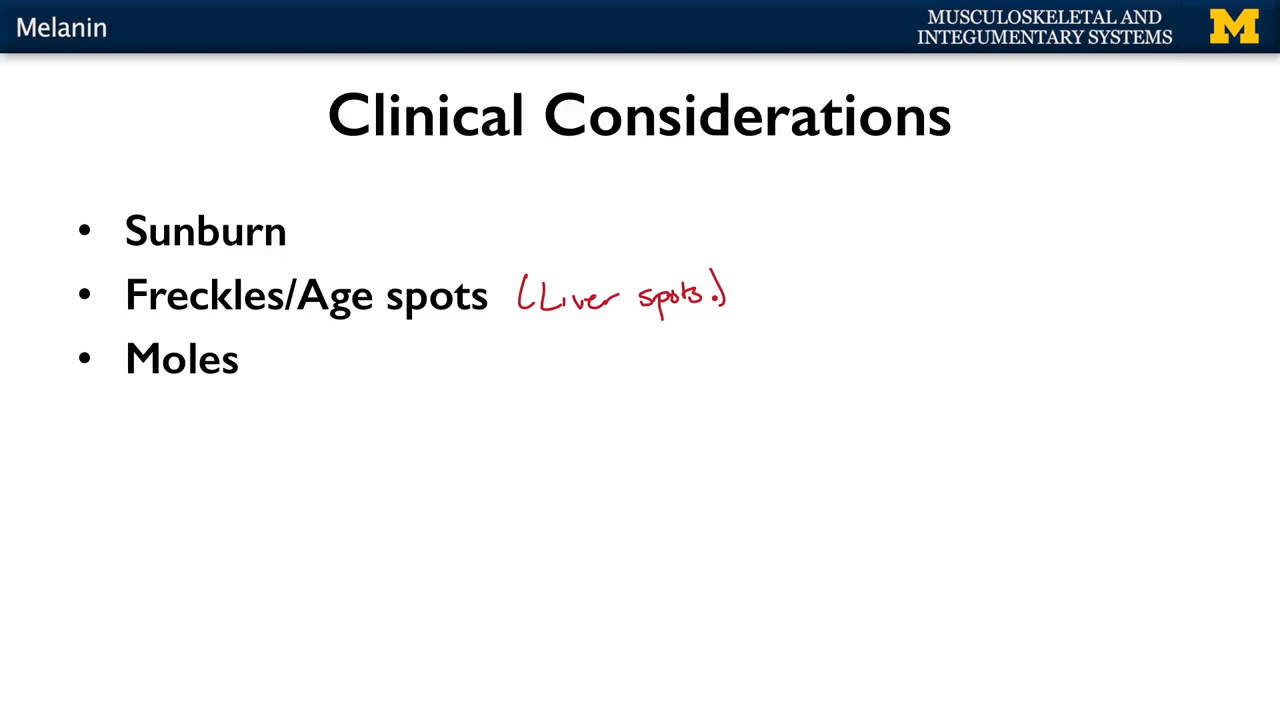 Melanin
MUSCULOSKELETAL AND
INTEGUMENTARY SYSTEMS
M
Clinical Considerations
• Sunburn
• Freckles/Age spots (Liver spots.)
• Moles